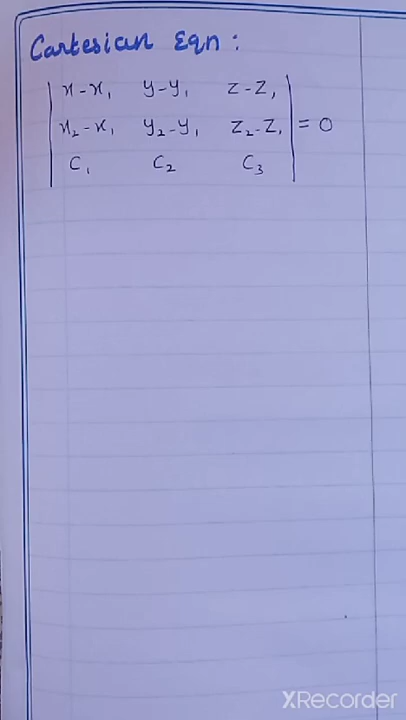 Cartesian Eqn :
| x-x₁ y-y₁ z-z₁ |
| x₂-x₁ y₂-y₁ z₂-z₁ | = 0
| C₁ C₂ C₃ |
XRecorder